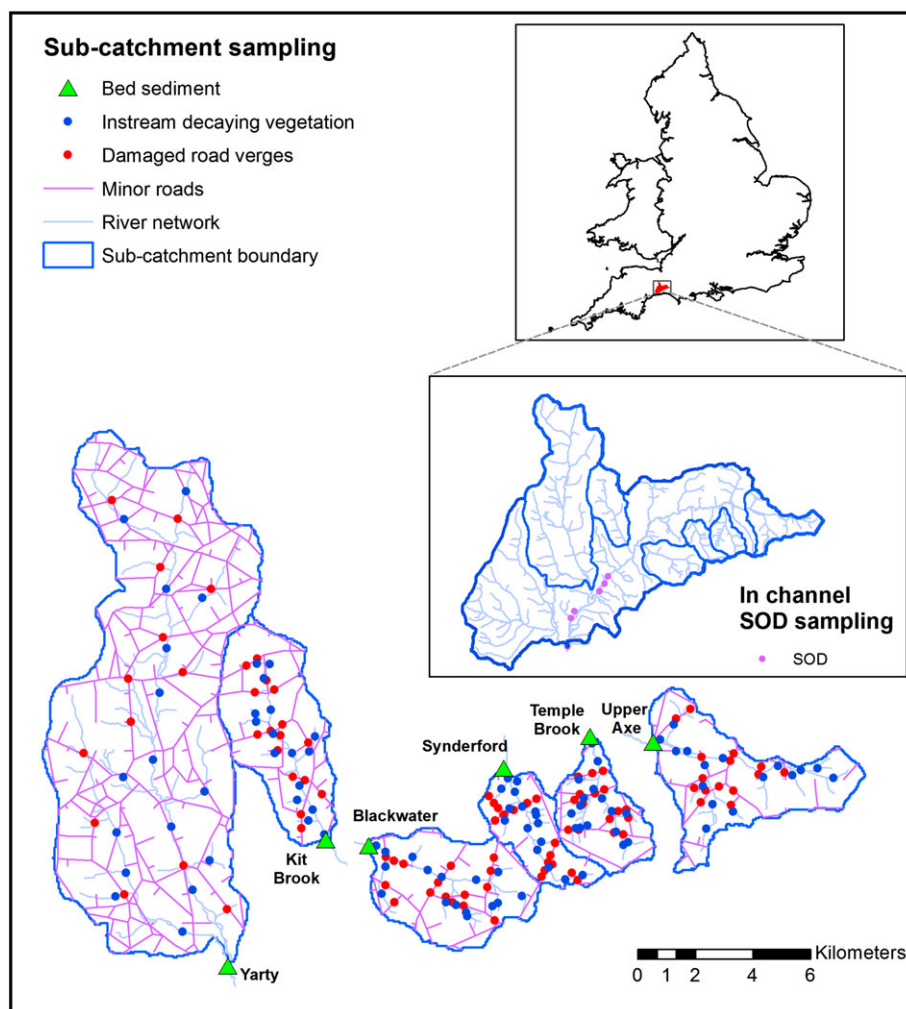 Sub-catchment sampling
Bed sediment
Instream decaying vegetation
Damaged road verges
Minor roads
River network
Sub-catchment boundary
In channel
SOD sampling
SOD
Temple
Brook
Upper
Axe
Synderford
Blackwater
Kit
Brook
Yarty
Kilometers
0 1 2 4 6